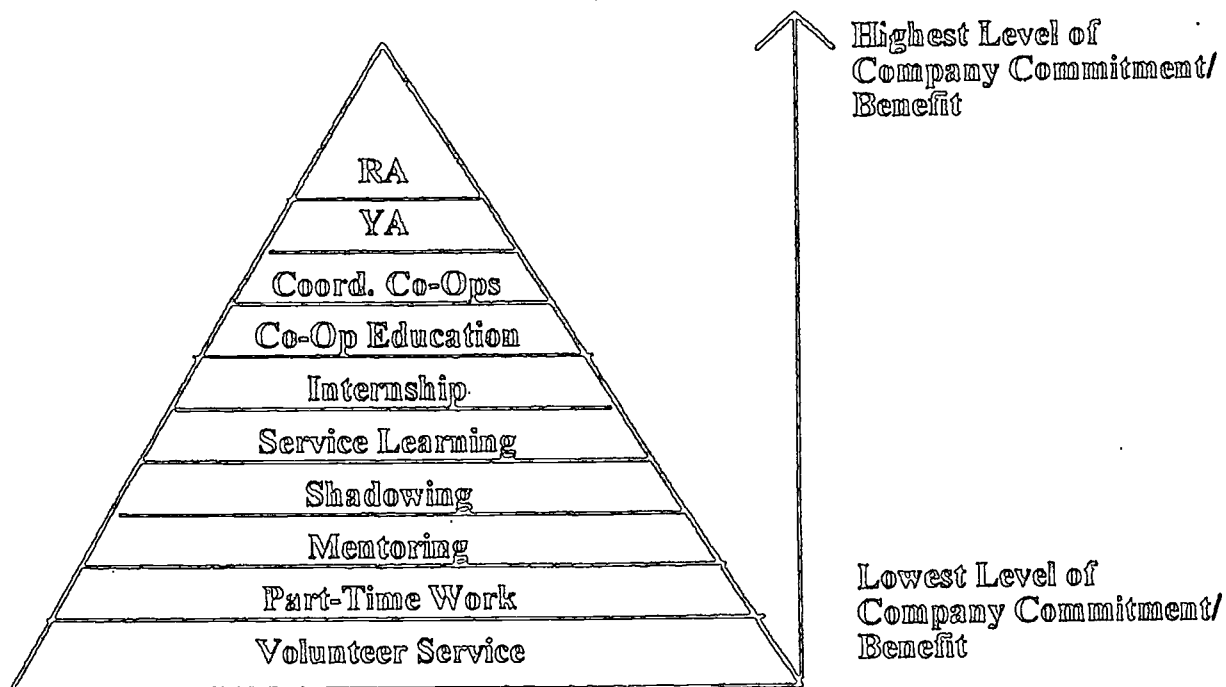 Highest Level of
Company Commitment/
Benefit
RA
YA
Coord. Co-Ops
Co-Op Education
Internship
Service Learning
Shadowing
Mentoring
Part-Time Work
Volunteer Service
Lowest Level of
Company Commitment/
Benefit